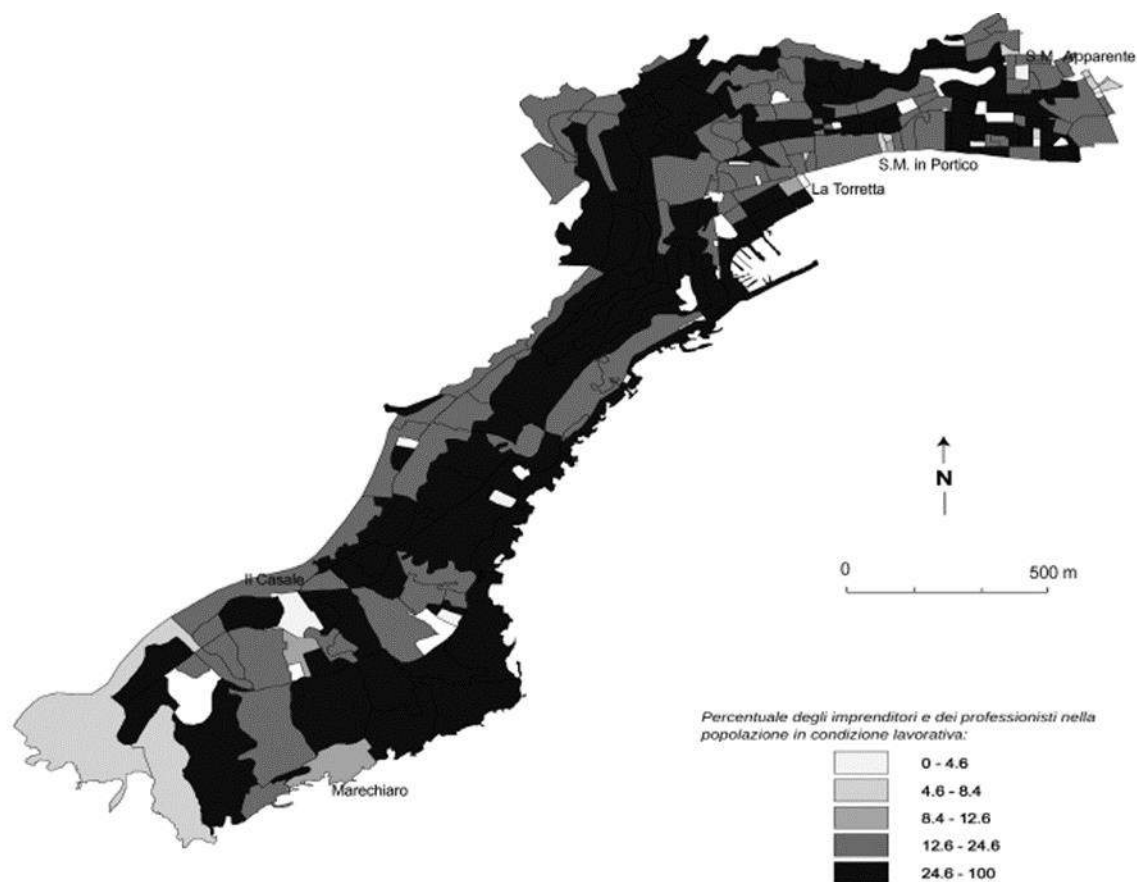 S.M. Apparente
S.M. in Portico
La Torretta
N
0 500 m
Il Casale
Marechiaro
Percentuale degli imprenditori e dei professionisti nella
popolazione in condizione lavorativa:
0 - 4.6
4.6 - 8.4
8.4 - 12.6
12.6 - 24.6
24.6 - 100